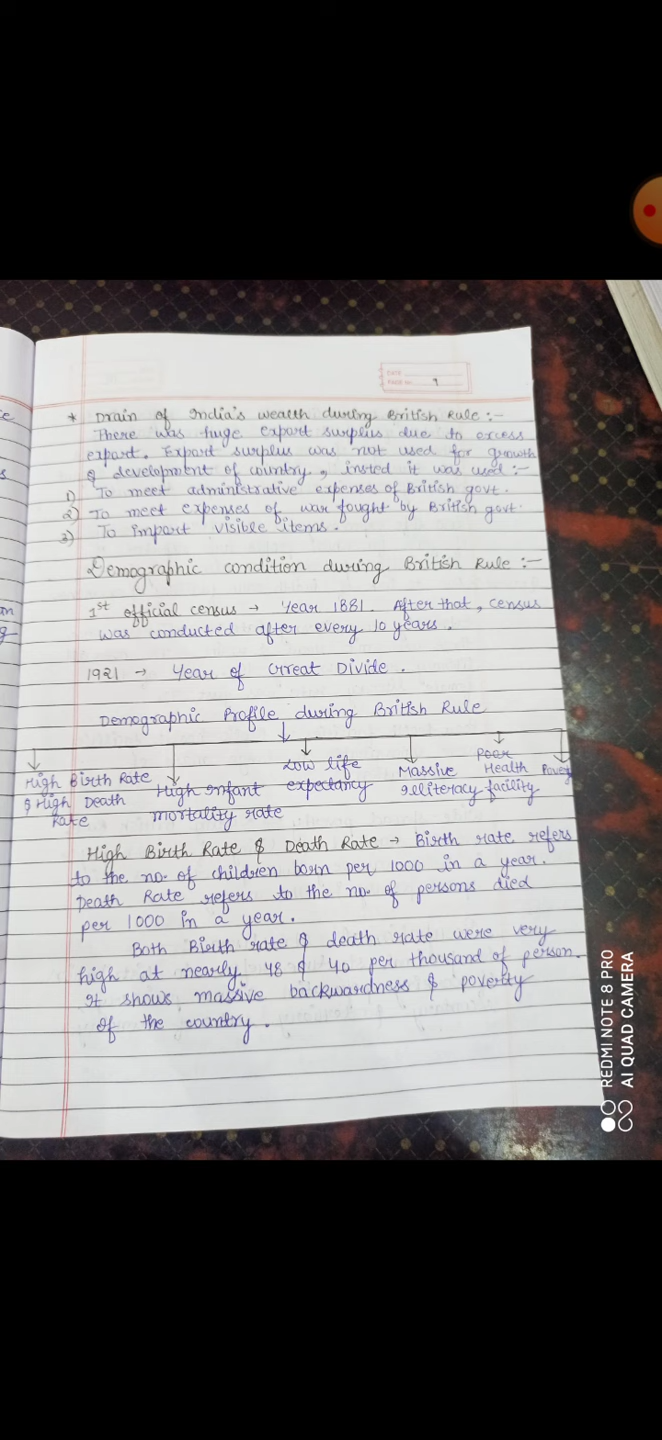 DATE
PAGE No. 9
* Drain of India's wealth during British Rule :-
There was huge export surplus due to excess
export. Export surplus was not used for growth
& development of country, insted it was used :-
1) To meet administrative expenses of British govt.
2) To meet expenses of war fought by British govt.
3) To import visible items.
Demographic condition during British Rule :-
1st official census → Year 1881. After that, census
was conducted after every 10 years.
1921 → Year of Great Divide.
Demographic Profile during British Rule
High Birth Rate
& High Death
Rate
High infant
mortality rate
Low life
expectancy
Massive
illiteracy
Poor
Health
facility
High Birth Rate & Death Rate → Birth rate refers
to the no. of children born per 1000 in a year.
Death Rate refers to the no. of persons died
per 1000 in a year.
Both Birth rate & death rate were very
high at nearly 48 & 40 per thousand of person.
It shows massive backwardness & poverty
of the country.
REDMI NOTE 8 PRO
AI QUAD CAMERA